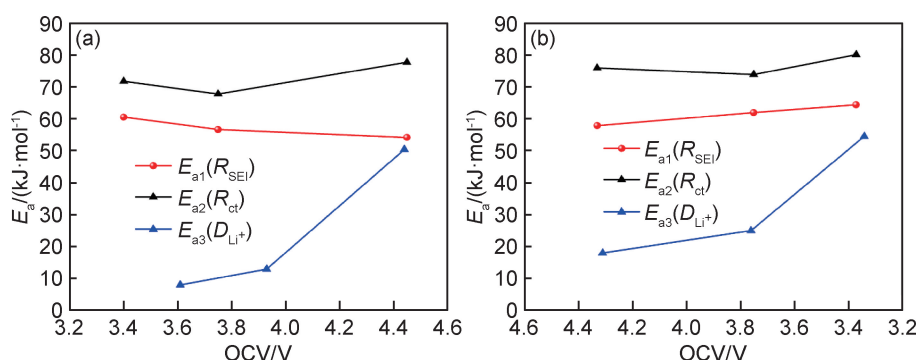 (a)
90
80
70
60
50
40
30
20
10
0
Ea/(kJ·mol-1)
Ea1(RSEI)
Ea2(Rct)
Ea3(DLi+)
3.2 3.4 3.6 3.8 4.0 4.2 4.4 4.6
OCV/V
(b)
90
80
70
60
50
40
30
20
10
0
Ea/(kJ·mol-1)
Ea1(RSEI)
Ea2(Rct)
Ea3(DLi+)
4.6 4.4 4.2 4.0 3.8 3.6 3.4 3.2
OCV/V